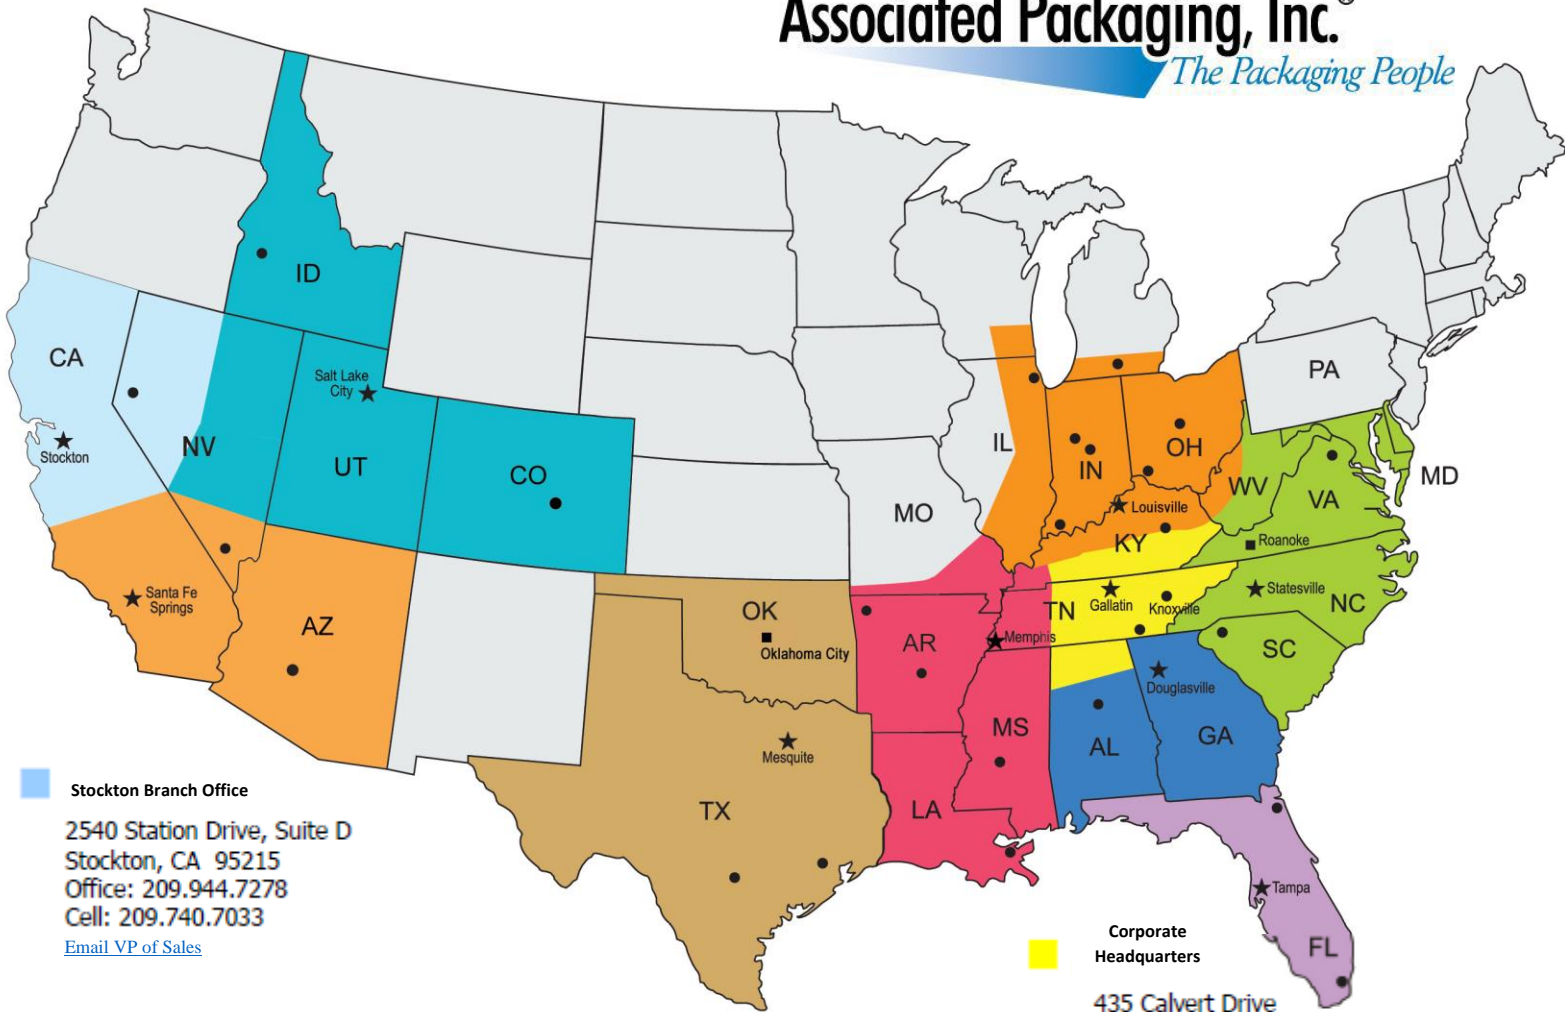 Associated Packaging, Inc.®
The Packaging People
ID
CA
NV
Salt Lake
City
UT
CO
Stockton
Santa Fe
Springs
AZ
OK
Oklahoma City
Mesquite
TX
MO
IL
IN
OH
PA
MD
WV
VA
Louisville
KY
Roanoke
TN
Gallatin
Knoxville
Statesville
NC
Memphis
AR
SC
Douglasville
MS
AL
GA
LA
Tampa
FL
Stockton Branch Office
2540 Station Drive, Suite D
Stockton, CA 95215
Office: 209.944.7278
Cell: 209.740.7033
Email VP of Sales
Corporate
Headquarters
435 Calvert Drive